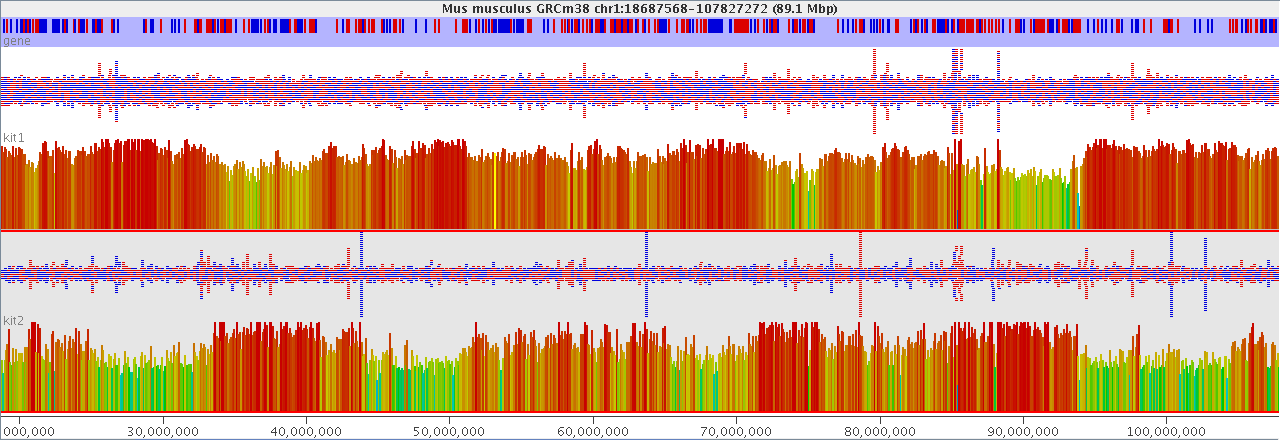 Mus musculus GRCm38 chr1:18687568-107827272 (89.1 Mbp)
gene
kit1
kit2
000,000 30,000,000 40,000,000 50,000,000 60,000,000 70,000,000 80,000,000 90,000,000 100,000,000